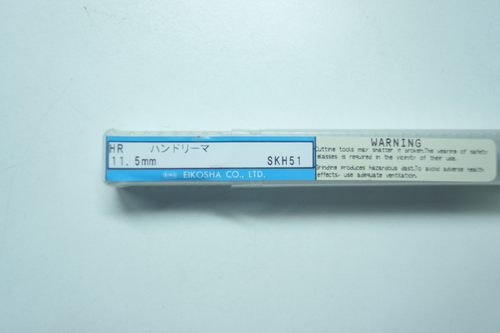 HR ハンドリーマ
11.5mm SKH51
EIKOSHA CO., LTD.
WARNING
Cutting tools may shatter if broken.The wearing of safety
glasses is required in the vicinity of their use.
Grinding produces hazardous dust.To avoid adverse health
effects, use adequate ventilation.